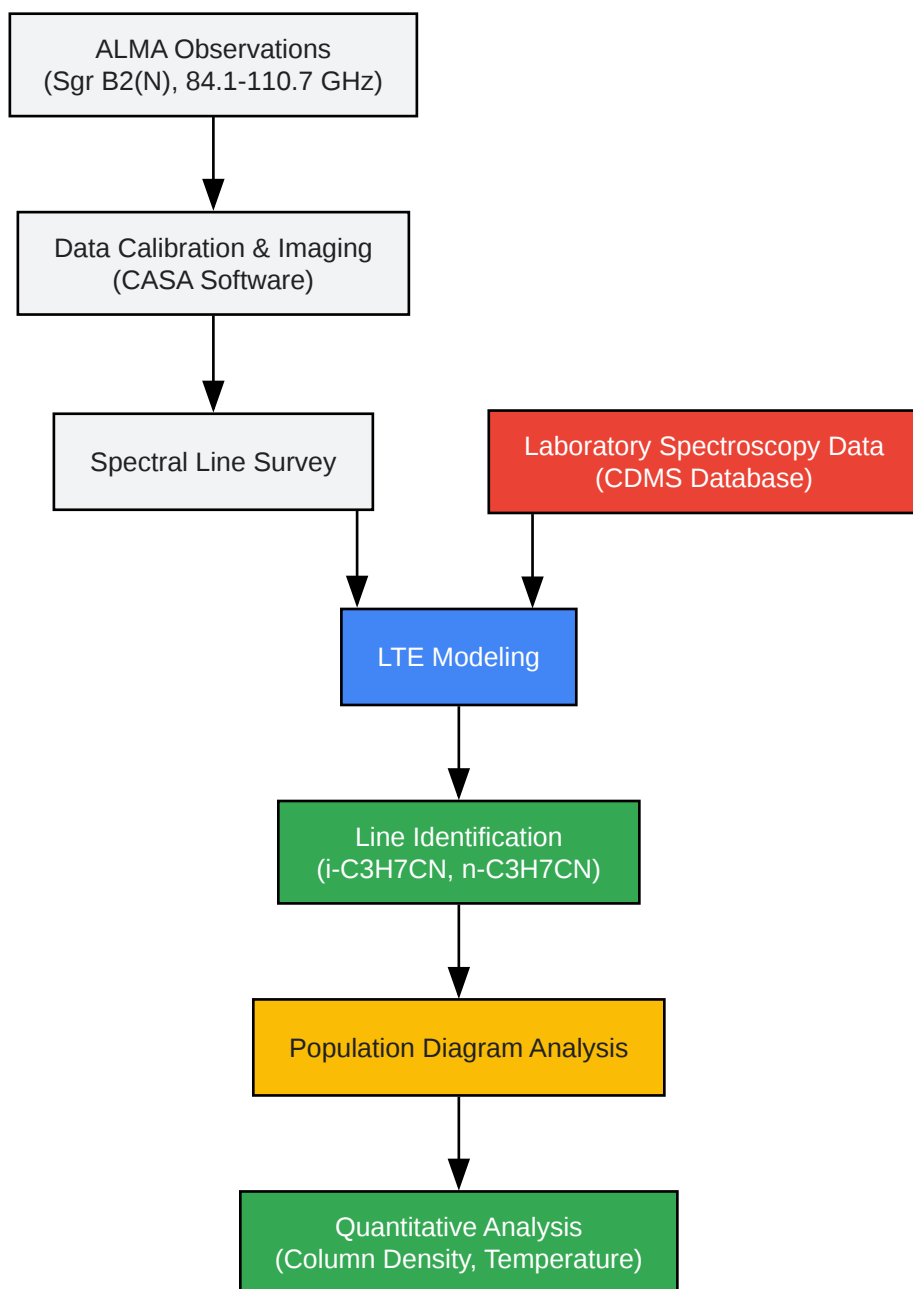 ALMA Observations
(Sgr B2(N), 84.1-110.7 GHz)
Data Calibration & Imaging
(CASA Software)
Spectral Line Survey
Laboratory Spectroscopy Data
(CDMS Database)
LTE Modeling
Line Identification
(i-C3H7CN, n-C3H7CN)
Population Diagram Analysis
Quantitative Analysis
(Column Density, Temperature)